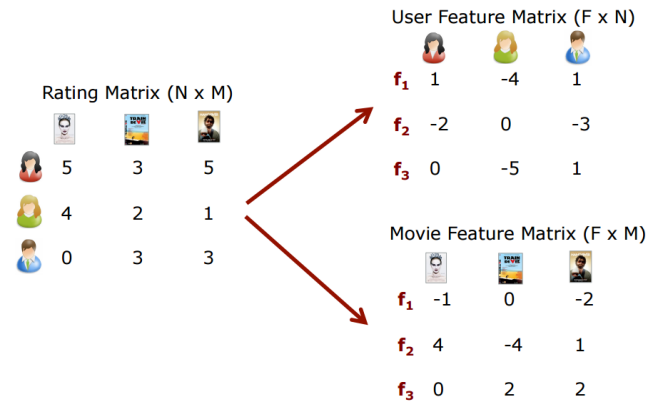 Rating Matrix (N x M)
5 3 5
4 2 1
0 3 3
User Feature Matrix (F x N)
f1 1 -4 1
f2 -2 0 -3
f3 0 -5 1
Movie Feature Matrix (F x M)
f1 -1 0 -2
f2 4 -4 1
f3 0 2 2